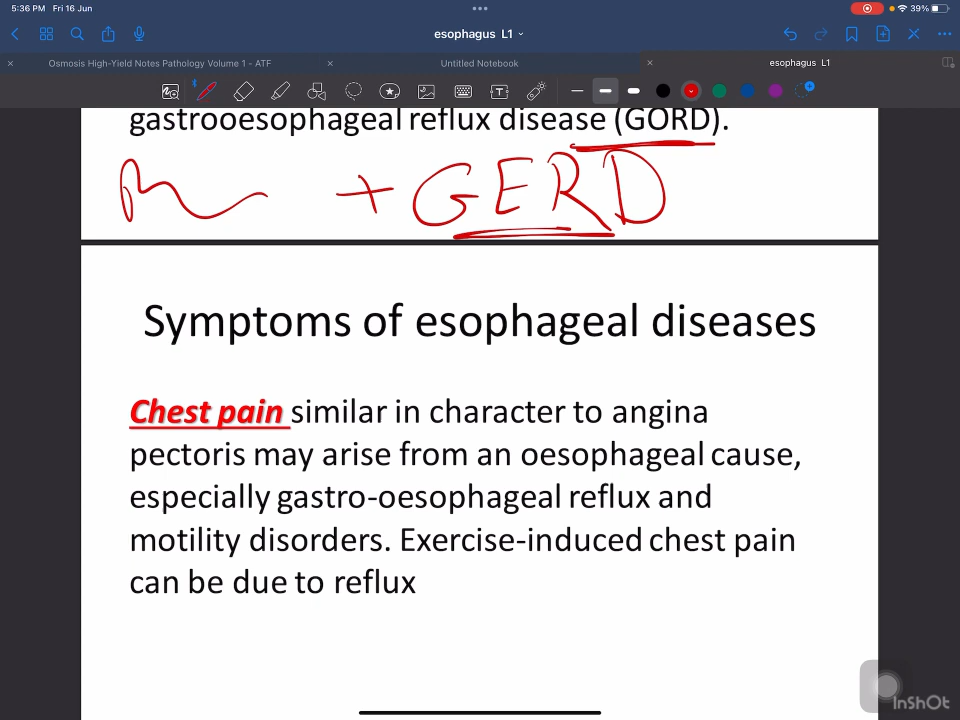 5:36 PM Fri 16 Jun
39%
esophagus L1
Osmosis High-Yield Notes Pathology Volume 1 - ATF
Untitled Notebook
esophagus L1
gastrooesophageal reflux disease (GORD).
+ GERD
Symptoms of esophageal diseases
Chest pain similar in character to angina
pectoris may arise from an oesophageal cause,
especially gastro-oesophageal reflux and
motility disorders. Exercise-induced chest pain
can be due to reflux
InShOt